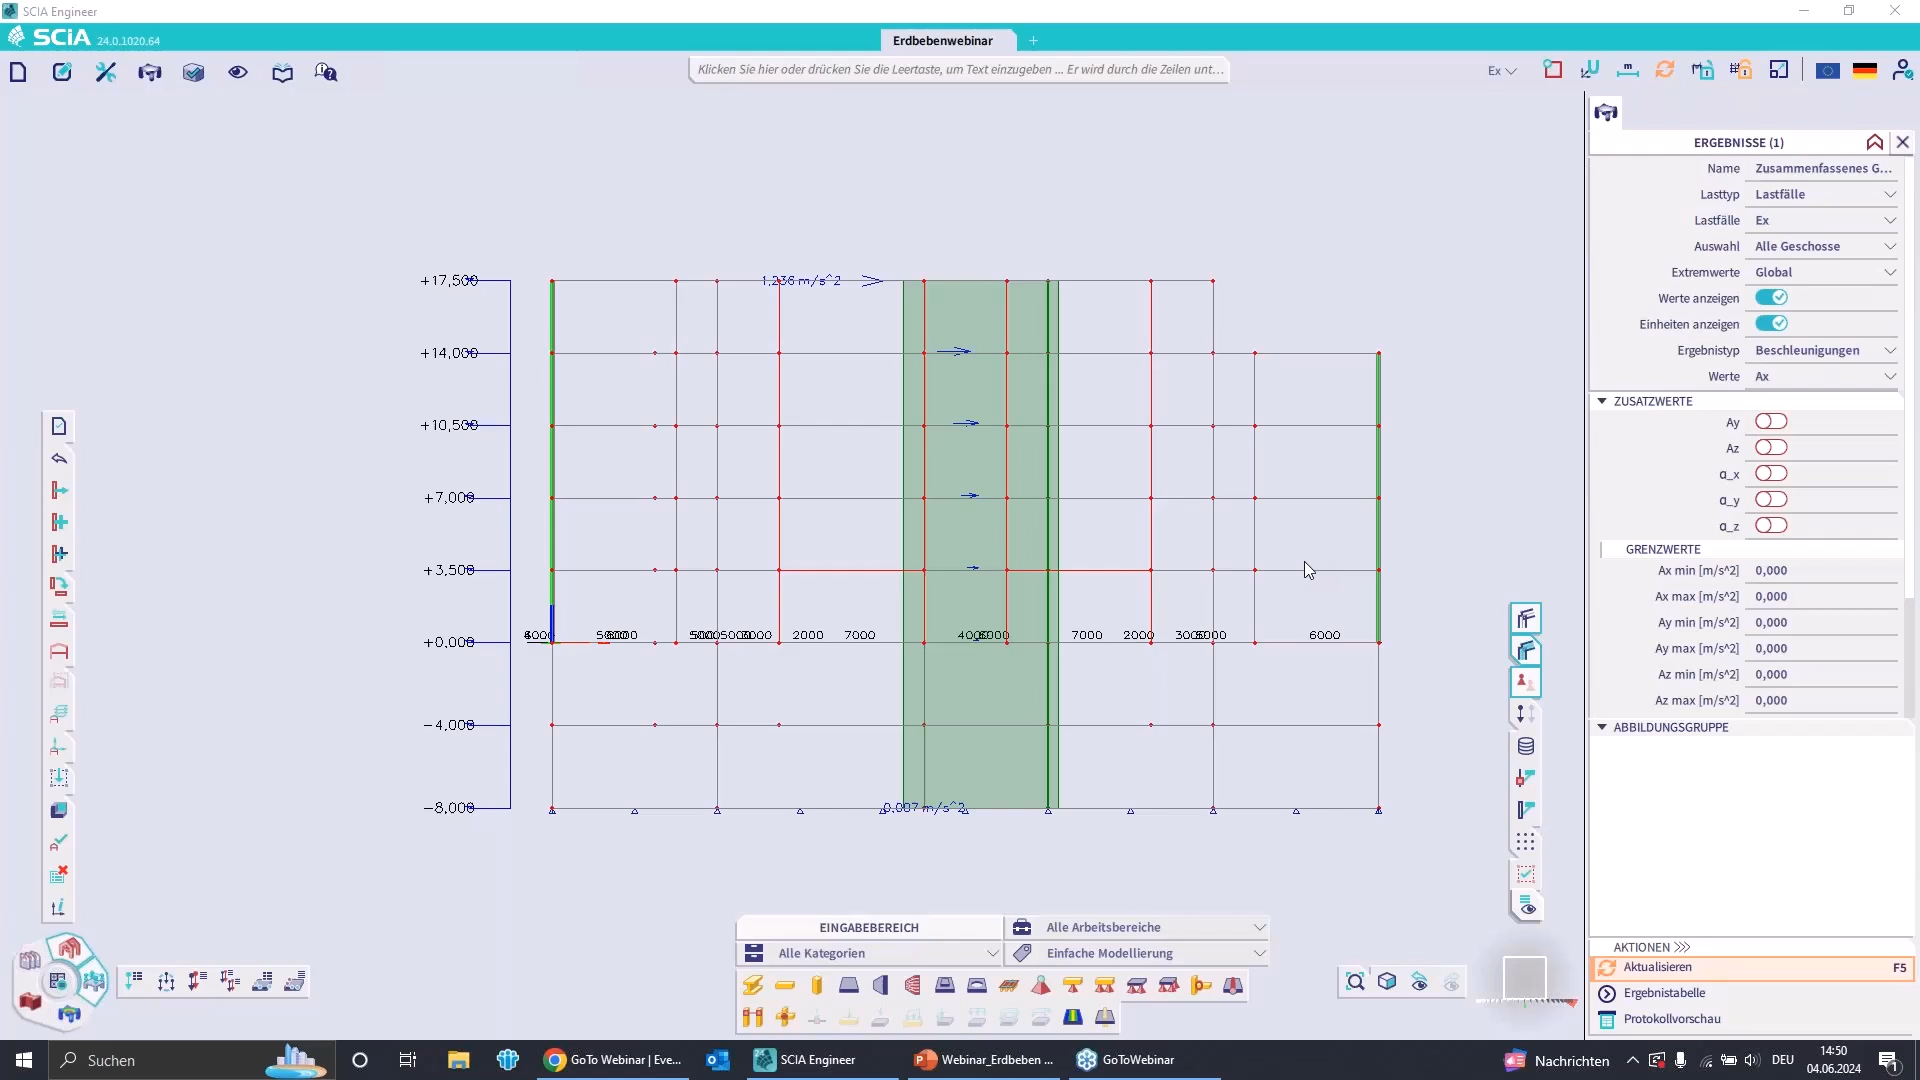 SCIA Engineer
SCIA 24.0.1020.64
Erdbebenwebinar
Klicken Sie hier oder drücken Sie die Leertaste, um Text einzugeben ... Er wird durch die Zeilen unt...
Ex
ERGEBNISSE (1)
Name Zusammenfassenes G...
Lasttyp Lastfälle
Lastfälle Ex
Auswahl Alle Geschosse
Extremwerte Global
Werte anzeigen
Einheiten anzeigen
Ergebnistyp Beschleunigungen
Werte Ax
ZUSATZWERTE
Ay
Az
α_x
α_y
α_z
GRENZWERTE
Ax min [m/s^2] 0,000
Ax max [m/s^2] 0,000
Ay min [m/s^2] 0,000
Ay max [m/s^2] 0,000
Az min [m/s^2] 0,000
Az max [m/s^2] 0,000
ABBILDUNGSGRUPPE
AKTIONEN >>>
Aktualisieren F5
Ergebnistabelle
Protokollvorschau
+17,500
1,236 m/s^2
+14,000
+10,500
+7,000
+3,500
+0,000
2000 7000 7000 2000 6000
-4,000
-8,000
0,007 m/s^2
EINGABEBEREICH
Alle Arbeitsbereiche
Alle Kategorien
Einfache Modellierung
Suchen
GoTo Webinar | Eve...
SCIA Engineer
Webinar_Erdbeben ...
GoToWebinar
Nachrichten
DEU
14:50
04.06.2024
1